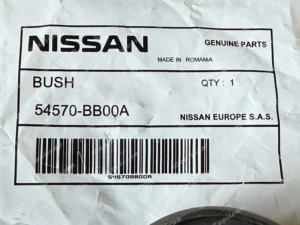 NISSAN
GENUINE PARTS
MADE IN ROMANIA
BUSH
QTY : 1
54570-BB00A
NISSAN EUROPE S.A.S.
54570BB00A